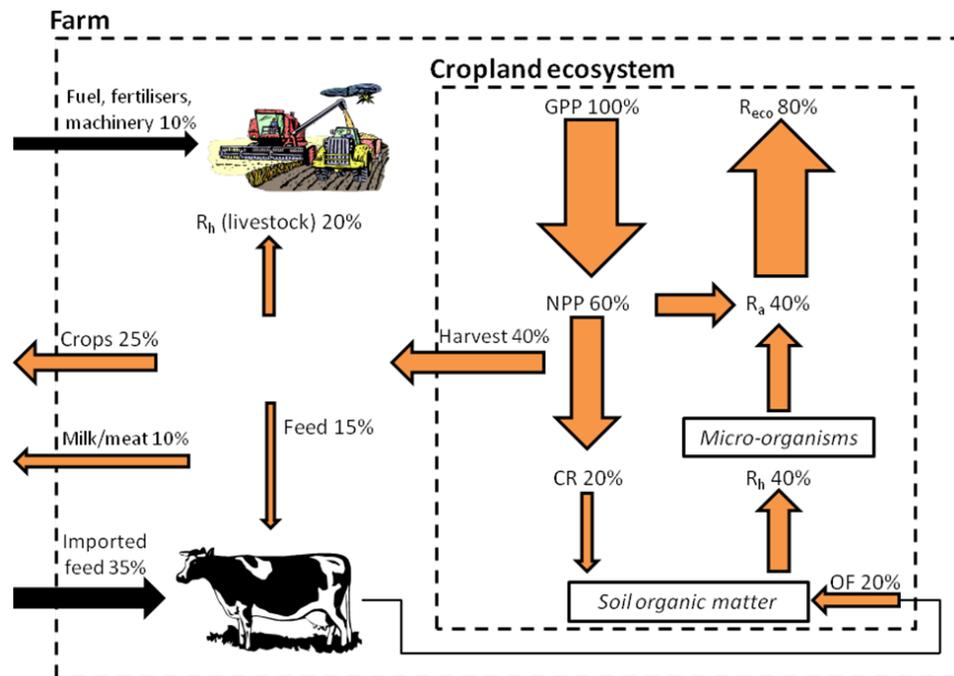 Farm
Cropland ecosystem
Fuel, fertilisers,
machinery 10%
GPP 100%
Reco 80%
Rh (livestock) 20%
NPP 60%
Ra 40%
Crops 25%
Harvest 40%
Milk/meat 10%
Feed 15%
Micro-organisms
CR 20%
Rh 40%
Imported
feed 35%
Soil organic matter
OF 20%